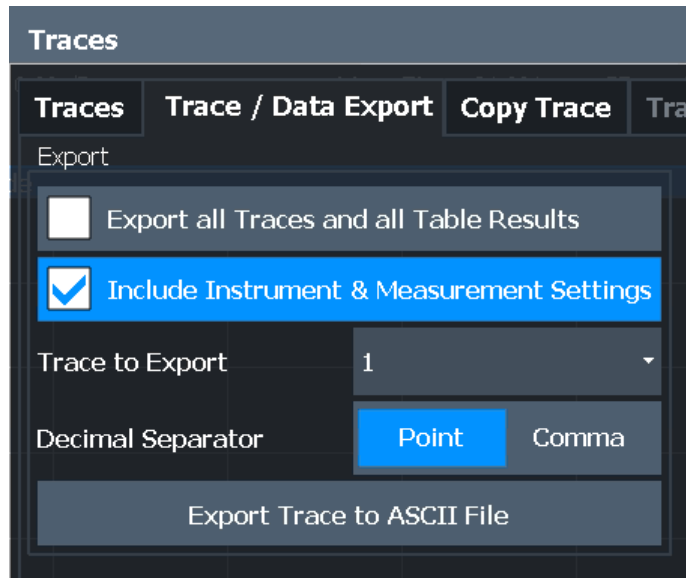 Traces
Traces Trace / Data Export Copy Trace Tra
Export
Export all Traces and all Table Results
Include Instrument & Measurement Settings
Trace to Export 1
Decimal Separator Point Comma
Export Trace to ASCII File